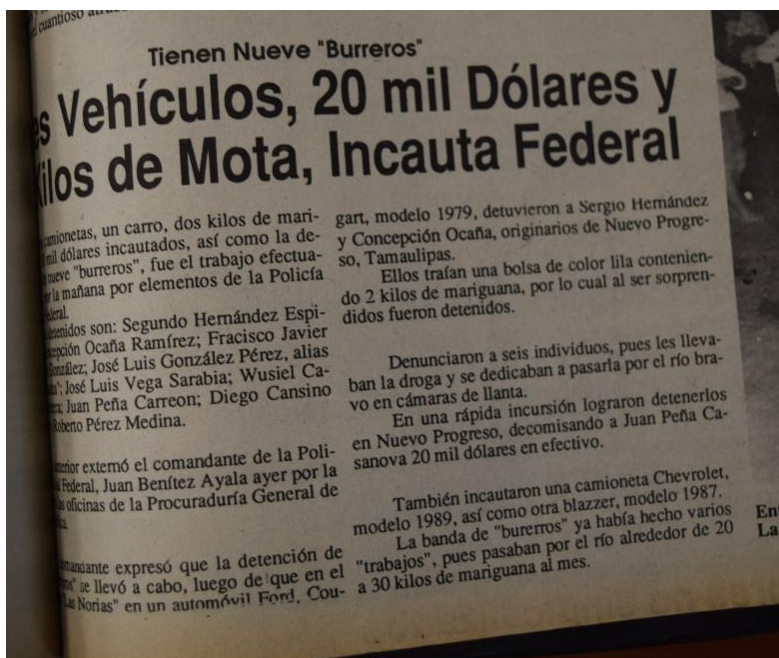 cuantioso
Tienen Nueve "Burreros"
es Vehículos, 20 mil Dólares y
Kilos de Mota, Incauta Federal
camionetas, un carro, dos kilos de mari-
mil dólares incautados, así como la de-
nueve "burreros", fue el trabajo efectua-
la mañana por elementos de la Policía
deral.
detenidos son: Segundo Hernández Espi-
cepción Ocaña Ramírez; Fracisco Javier
González; José Luis González Pérez, alias
José Luis Vega Sarabia; Wusiel Ca-
Juan Peña Carreon; Diego Cansino
Roberto Pérez Medina.
anterior externó el comandante de la Poli-
Federal, Juan Benítez Ayala ayer por la
las oficinas de la Procuraduría General de
comandante expresó que la detención de
se llevó a cabo, luego de que en el
"Las Norias" en un automóvil Ford, Cou-
gart, modelo 1979, detuvieron a Sergio Hernández
y Concepción Ocaña, originarios de Nuevo Progre-
so, Tamaulipas.
Ellos traían una bolsa de color lila contenien-
do 2 kilos de mariguana, por lo cual al ser sorpren-
didos fueron detenidos.
Denunciaron a seis individuos, pues les lleva-
ban la droga y se dedicaban a pasarla por el río bra-
vo en cámaras de llanta.
En una rápida incursión lograron detenerlos
en Nuevo Progreso, decomisando a Juan Peña Ca-
sanova 20 mil dólares en efectivo.
También incautaron una camioneta Chevrolet,
modelo 1989, así como otra blazzer, modelo 1987.
La banda de "burerros" ya había hecho varios
"trabajos", pues pasaban por el río alrededor de 20
a 30 kilos de mariguana al mes.
En
La